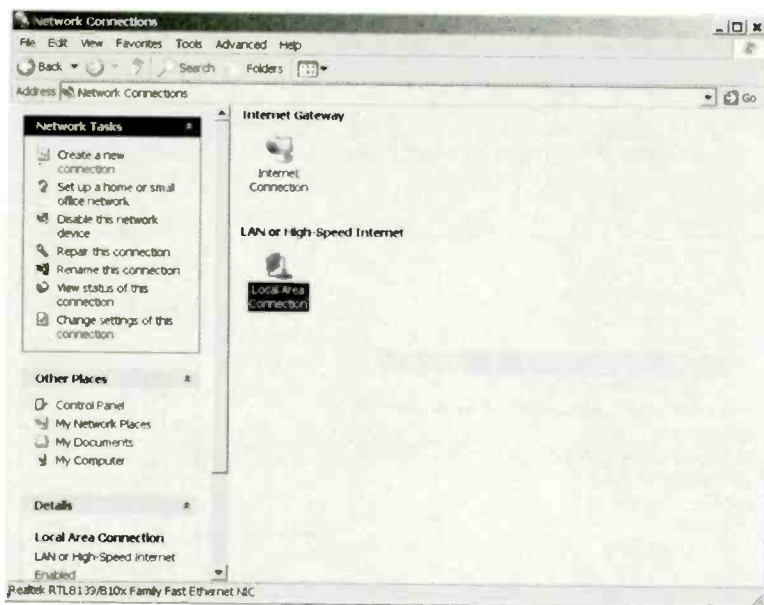 Network Connections
File Edit View Favorites Tools Advanced Help
Back Search Folders
Address Network Connections Go
Network Tasks
Create a new
connection
Set up a home or small
office network
Disable this network
device
Repair this connection
Rename this connection
View status of this
connection
Change settings of this
connection
Other Places
Control Panel
My Network Places
My Documents
My Computer
Details
Local Area Connection
LAN or High-Speed Internet
Enabled
Internet Gateway
Internet
Connection
LAN or High-Speed Internet
Local Area
Connection
Realtek RTL8139/810x Family Fast Ethernet NIC